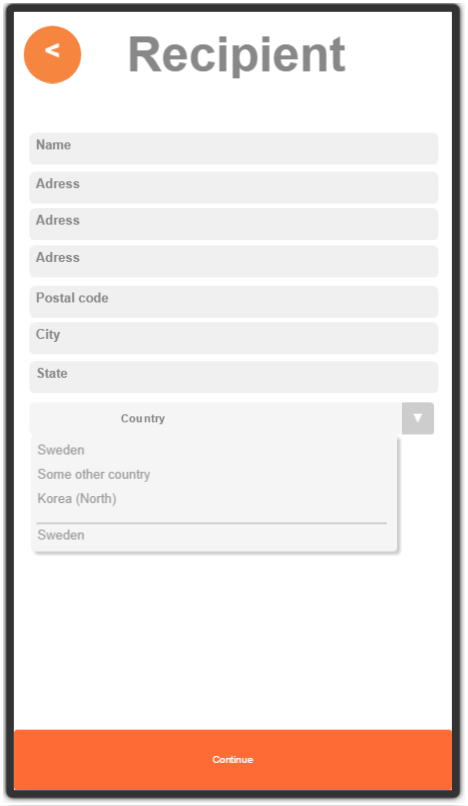 <
Recipient
Name
Adress
Adress
Adress
Postal code
City
State
Country ▼
Sweden
Some other country
Korea (North)
Sweden
Continue